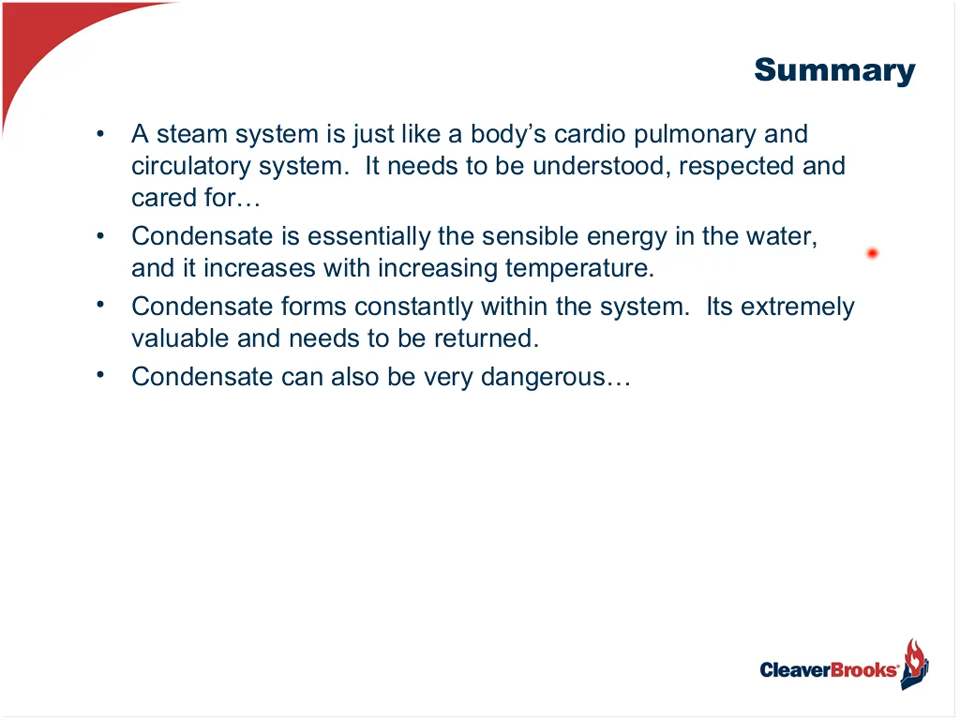 Summary
• A steam system is just like a body’s cardio pulmonary and
circulatory system.  It needs to be understood, respected and
cared for…
• Condensate is essentially the sensible energy in the water,
and it increases with increasing temperature.
• Condensate forms constantly within the system.  Its extremely
valuable and needs to be returned.
• Condensate can also be very dangerous…
CleaverBrooks®